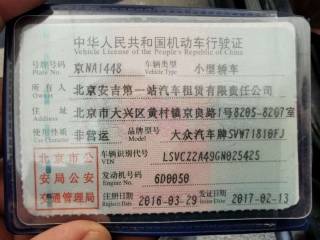 中华人民共和国机动车行驶证
Vehicle License of the People's Republic of China
号牌号码 京NA1448 车辆类型 小型轿车
Plate No. Vehicle Type
所有人 北京安吉第一站汽车租赁有限责任公司
Owner
住址 北京市大兴区黄村镇京良路1号8205-8207室
Address
使用性质 非营运 品牌型号 大众汽车牌SVW71810FJ
Use Character Model
北京市公安局公安交通管理局
车辆识别代号 LSVCZ2A49GN025425
VIN
发动机号码 6D0050
Engine No.
注册日期 2016-03-29 发证日期 2017-02-13
Register Date Issue Date